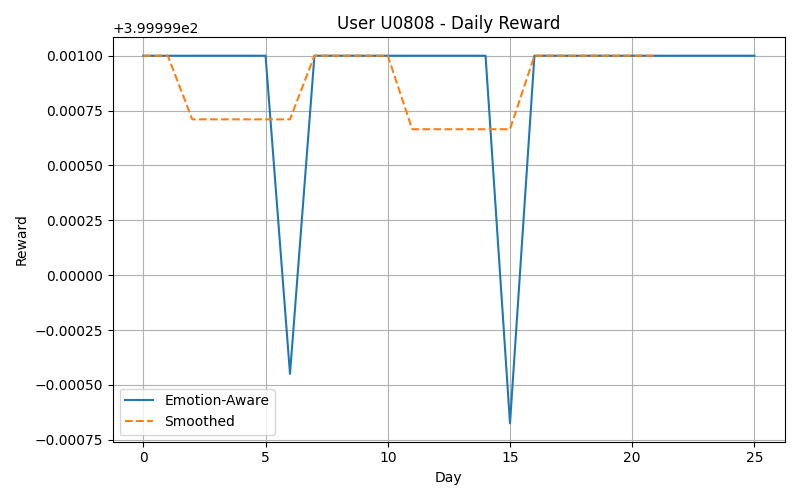 User U0808 - Daily Reward
+3.99999e2
0.00100
0.00075
0.00050
0.00025
0.00000
−0.00025
−0.00050
−0.00075
Reward
Emotion-Aware
Smoothed
0 5 10 15 20 25
Day